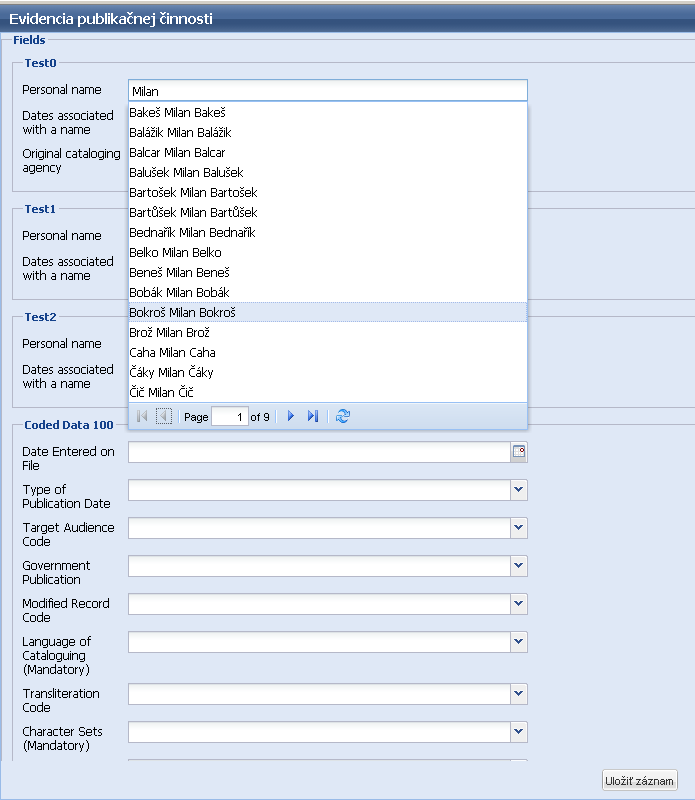 Evidencia publikačnej činnosti
Fields
Test0
Personal name
Milan
Bakeš Milan Bakeš
Balážik Milan Balážik
Balcar Milan Balcar
Balušek Milan Balušek
Bartošek Milan Bartošek
Bartůšek Milan Bartůšek
Bednařík Milan Bednařík
Belko Milan Belko
Beneš Milan Beneš
Bobák Milan Bobák
Bokroš Milan Bokroš
Brož Milan Brož
Caha Milan Caha
Čáky Milan Čáky
Čič Milan Čič
Page 1 of 9
Dates associated
with a name
Original cataloging
agency
Test1
Personal name
Dates associated
with a name
Test2
Personal name
Dates associated
with a name
Coded Data 100
Date Entered on
File
Type of
Publication Date
Target Audience
Code
Government
Publication
Modified Record
Code
Language of
Cataloguing
(Mandatory)
Transliteration
Code
Character Sets
(Mandatory)
Uložiť záznam